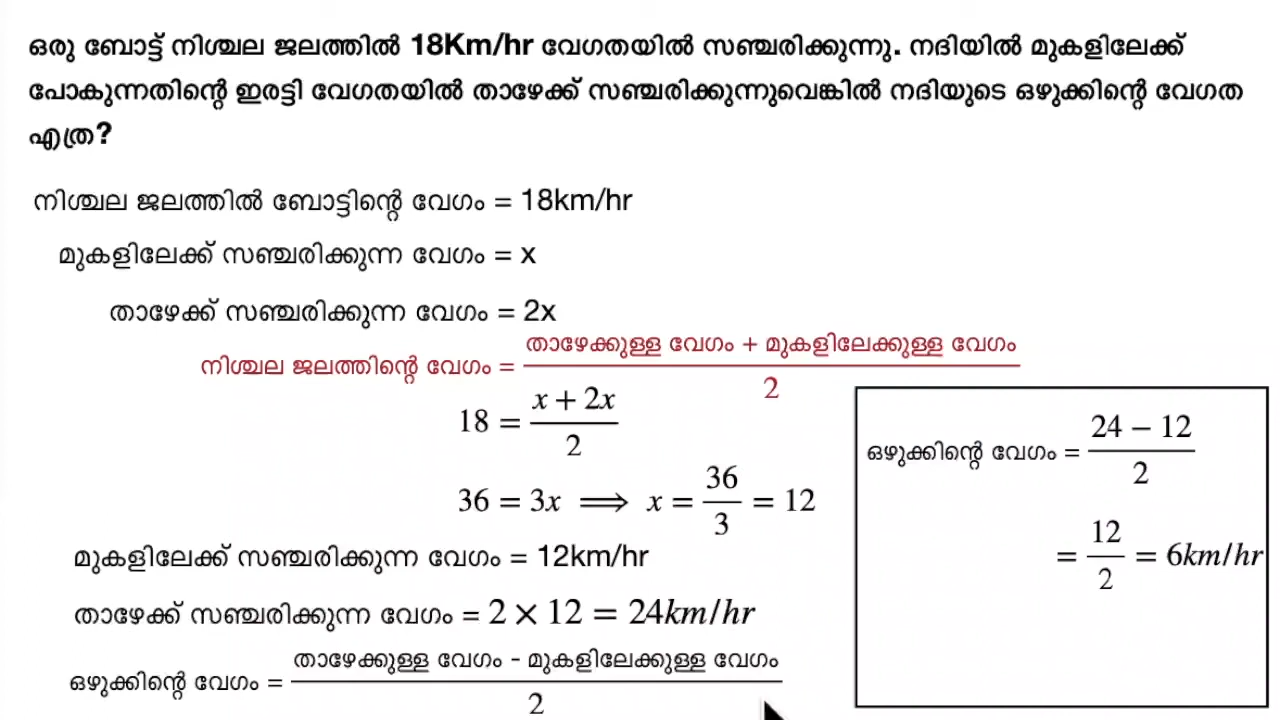 ഒരു ബോട്ട് നിശ്ചല ജലത്തിൽ 18Km/hr വേഗതയിൽ സഞ്ചരിക്കുന്നു. നദിയിൽ മുകളിലേക്ക്
പോകുന്നതിന്റെ ഇരട്ടി വേഗതയിൽ താഴേക്ക് സഞ്ചരിക്കുന്നുവെങ്കിൽ നദിയുടെ ഒഴുക്കിന്റെ വേഗത
എത്ര?
നിശ്ചല ജലത്തിൽ ബോട്ടിന്റെ വേഗം = 18km/hr
മുകളിലേക്ക് സഞ്ചരിക്കുന്ന വേഗം = x
താഴേക്ക് സഞ്ചരിക്കുന്ന വേഗം = 2x
താഴേക്കുള്ള വേഗം + മുകളിലേക്കുള്ള വേഗം
നിശ്ചല ജലത്തിന്റെ വേഗം =
2
x + 2x
18 =
2
36 = 3x ⟹ x = 36/3 = 12
മുകളിലേക്ക് സഞ്ചരിക്കുന്ന വേഗം = 12km/hr
താഴേക്ക് സഞ്ചരിക്കുന്ന വേഗം = 2 × 12 = 24km/hr
താഴേക്കുള്ള വേഗം - മുകളിലേക്കുള്ള വേഗം
ഒഴുക്കിന്റെ വേഗം =
2
24 − 12
ഒഴുക്കിന്റെ വേഗം =
2
= 12/2 = 6km/hr